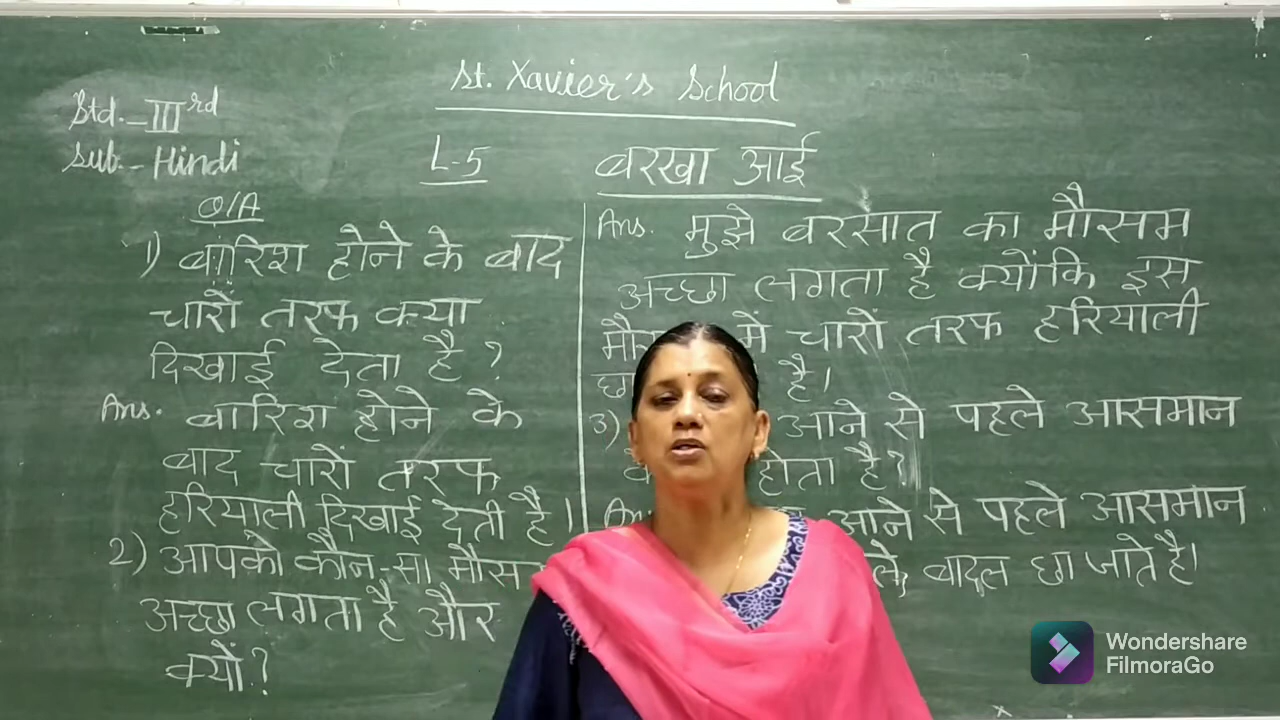 St. Xavier's School
Std.-IIIrd
Sub.- Hindi
L-5 बरखा आई
Q/A
1) बारिश होने के बाद
चारों तरफ क्या
दिखाई देता है?
Ans. बारिश होने के
बाद चारों तरफ
हरियाली दिखाई देती है।
2) आपको कौन-सा
अच्छा लगता है और
क्यों?
Ans. मुझे बरसात का मौसम
अच्छा लगता है क्योंकि इस
में चारों तरफ हरियाली
है।
3) आने से पहले आसमान
होता है?
आने से पहले आसमान
बादल छा जाते है।
Wondershare
FilmoraGo